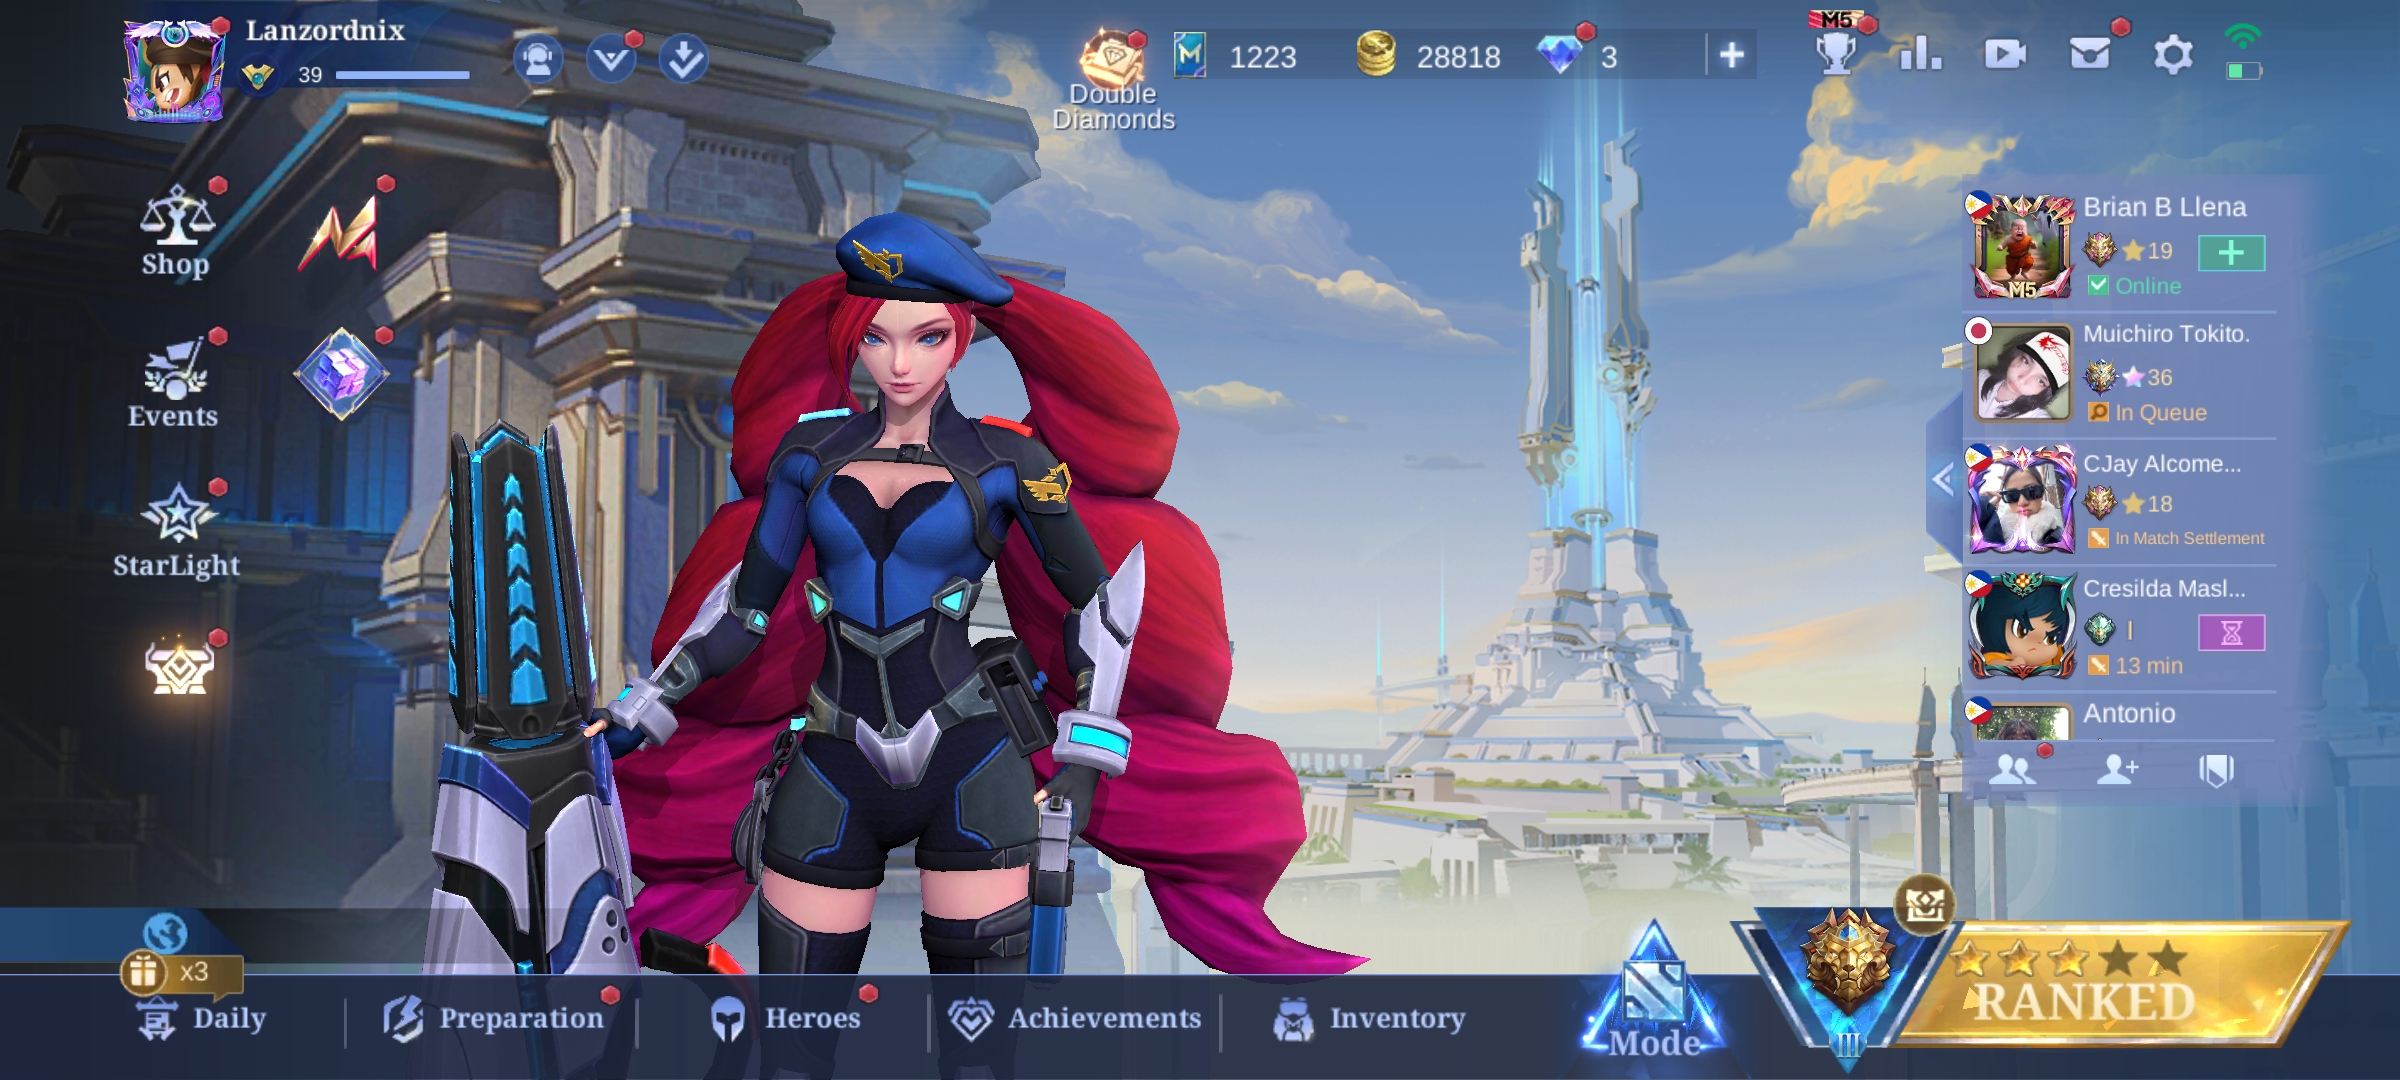 Lanzordnix
39
Double
Diamonds
1223
28818
3
M5
Shop
Events
StarLight
Brian B Llena
19
Online
M5
Muichiro Tokito.
36
In Queue
CJay Alcome...
18
In Match Settlement
Cresilda Masl...
I
13 min
Antonio
x3
Daily
Preparation
Heroes
Achievements
Inventory
Mode
III
RANKED